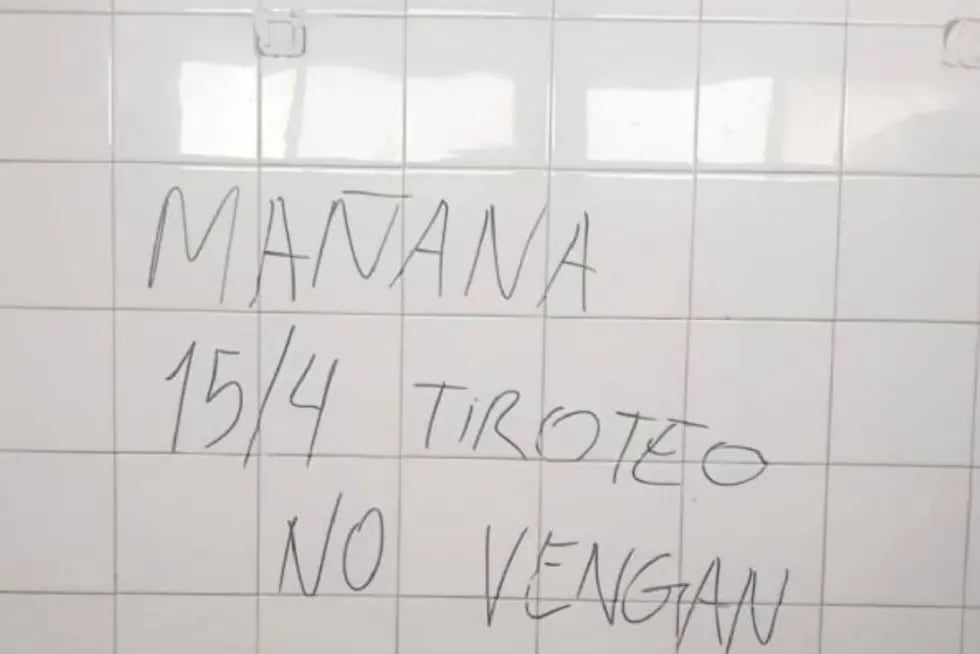 MAÑANA
15/4 TIROTEO
NO VENGAN